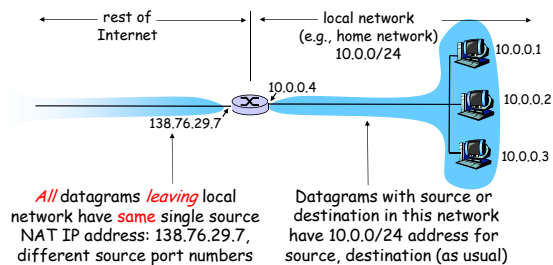 rest of
Internet
local network
(e.g., home network)
10.0.0/24
10.0.0.1
10.0.0.4
10.0.0.2
138.76.29.7
10.0.0.3
All datagrams leaving local
network have same single source
NAT IP address: 138.76.29.7,
different source port numbers
Datagrams with source or
destination in this network
have 10.0.0/24 address for
source, destination (as usual)